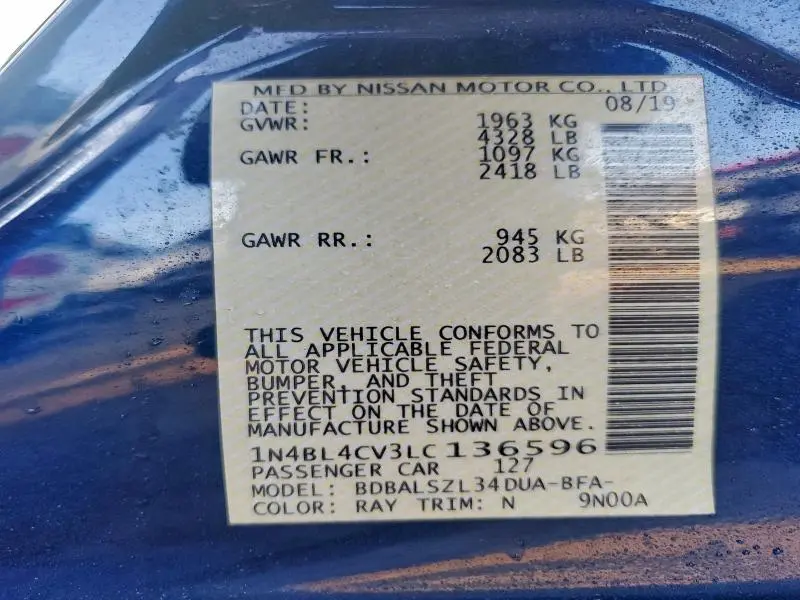 MFD BY NISSAN MOTOR CO., LTD
DATE: 08/19
GVWR: 1963 KG
4328 LB
GAWR FR.: 1097 KG
2418 LB
GAWR RR.: 945 KG
2083 LB
THIS VEHICLE CONFORMS TO
ALL APPLICABLE FEDERAL
MOTOR VEHICLE SAFETY,
BUMPER, AND THEFT
PREVENTION STANDARDS IN
EFFECT ON THE DATE OF
MANUFACTURE SHOWN ABOVE.
1N4BL4CV3LC136596
PASSENGER CAR 127
MODEL: BDBALSZL34DUA-BFA-
COLOR: RAY TRIM: N 9N00A